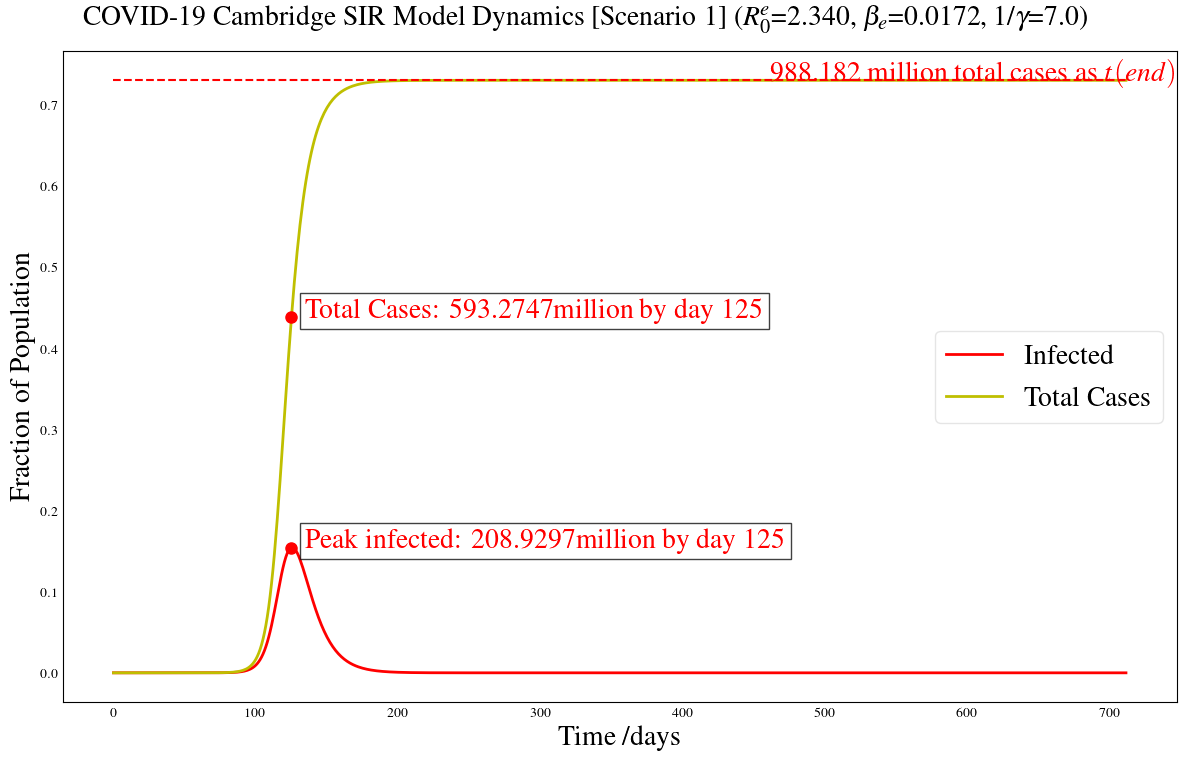 COVID-19 Cambridge SIR Model Dynamics [Scenario 1] (R₀ᵉ=2.340, βₑ=0.0172, 1/γ=7.0)
988.182 million total cases as t(end)
0.7
0.6
0.5
0.4
0.3
0.2
0.1
0.0
Fraction of Population
Total Cases: 593.2747million by day 125
Infected
Total Cases
Peak infected: 208.9297million by day 125
0 100 200 300 400 500 600 700
Time /days